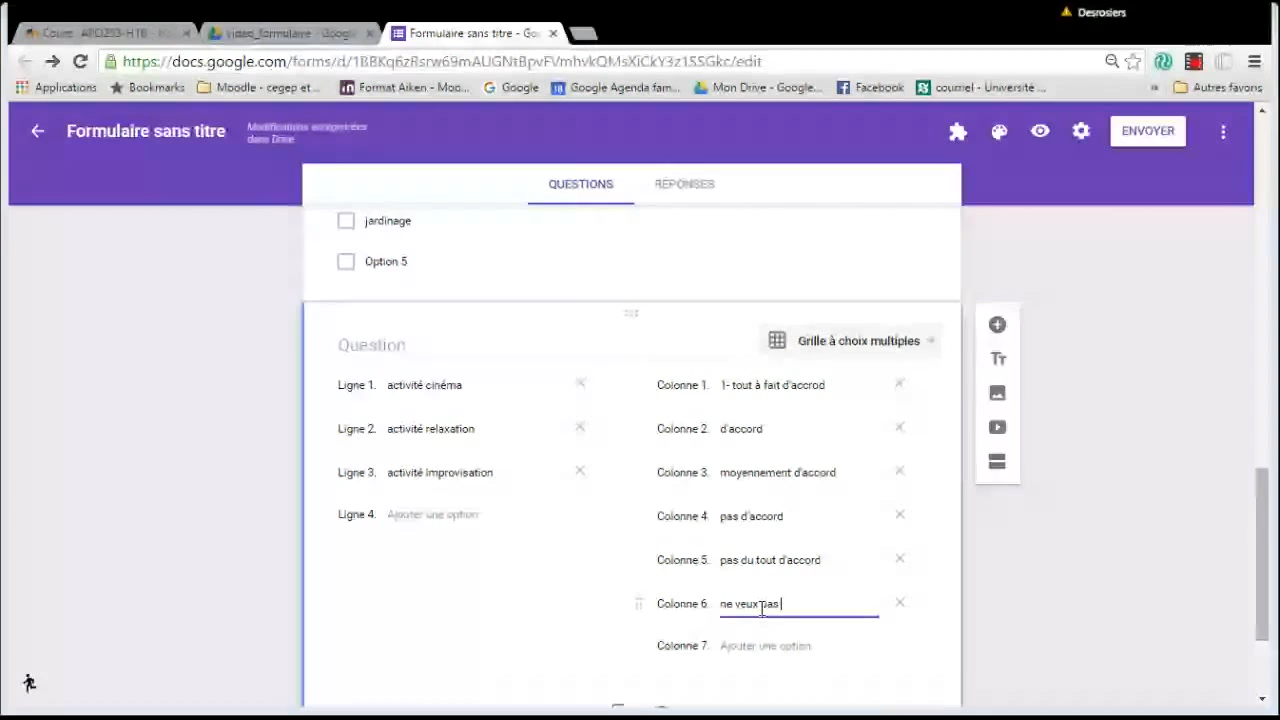 Desrosiers
Cours : APO253-H16 -
video_formulaire - Google
Formulaire sans titre - Go
https://docs.google.com/forms/d/
/edit
Applications
Bookmarks
Moodle - cegep et...
Format Aiken - Moo...
Google
Google Agenda fam...
Mon Drive - Google...
Facebook
courriel - Université ...
Autres favoris
Formulaire sans titre
Modifications enregistrées
dans Drive
ENVOYER
QUESTIONS
RÉPONSES
jardinage
Option 5
Question
Grille à choix multiples
Ligne 1. activité cinéma
Colonne 1. 1- tout à fait d'accrod
Ligne 2. activité relaxation
Colonne 2. d'accord
Ligne 3. activité improvisation
Colonne 3. moyennement d'accord
Ligne 4. Ajouter une option
Colonne 4. pas d'accord
Colonne 5. pas du tout d'accord
Colonne 6. ne veux pas
Colonne 7. Ajouter une option